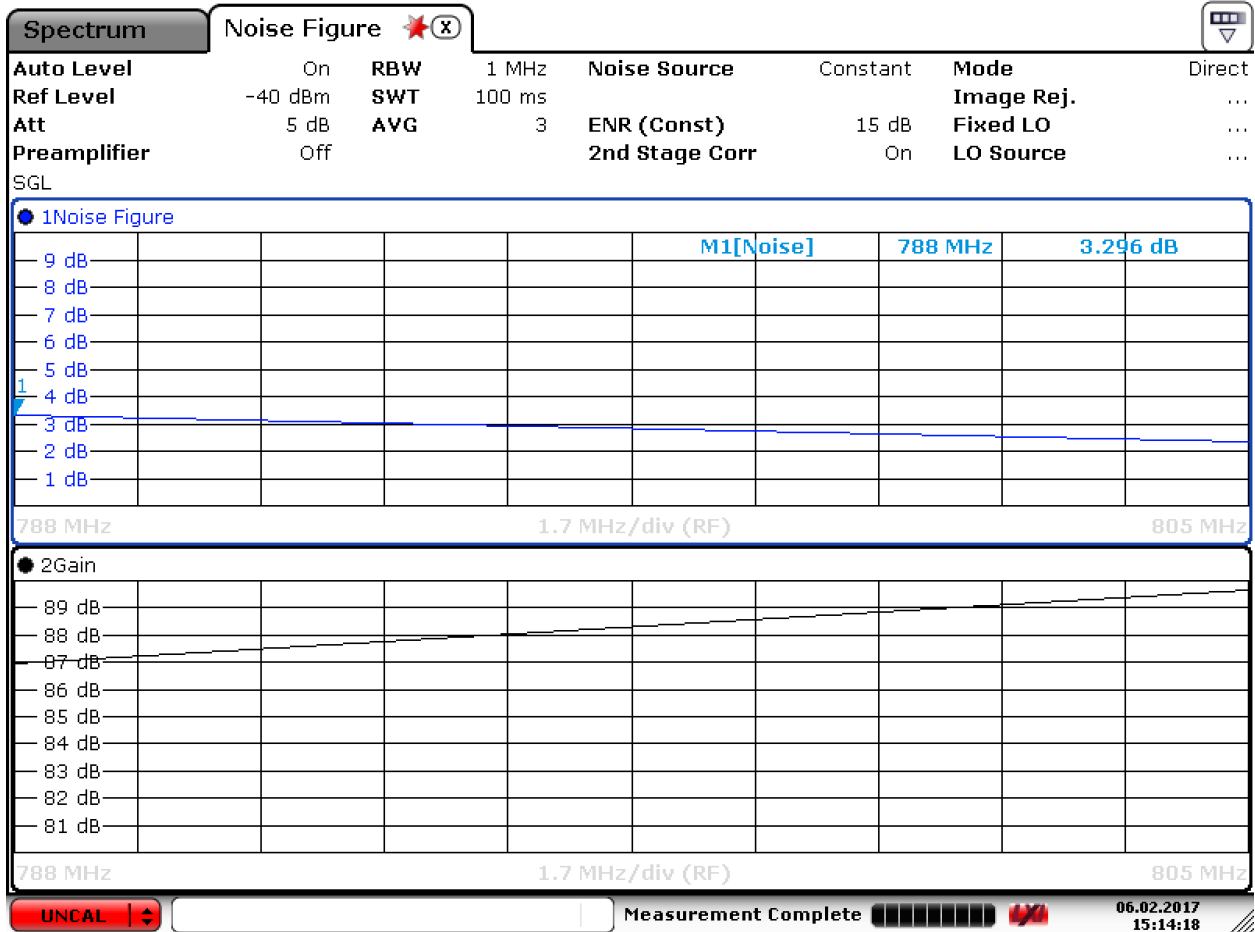 Spectrum Noise Figure X
Auto Level On RBW 1 MHz Noise Source Constant Mode Direct
Ref Level -40 dBm SWT 100 ms Image Rej. ...
Att 5 dB AVG 3 ENR (Const) 15 dB Fixed LO ...
Preamplifier Off 2nd Stage Corr On LO Source ...
SGL
1Noise Figure
M1[Noise] 788 MHz 3.296 dB
9 dB
8 dB
7 dB
6 dB
5 dB
1
4 dB
3 dB
2 dB
1 dB
788 MHz 1.7 MHz/div (RF) 805 MHz
2Gain
89 dB
88 dB
87 dB
86 dB
85 dB
84 dB
83 dB
82 dB
81 dB
788 MHz 1.7 MHz/div (RF) 805 MHz
UNCAL Measurement Complete LXI 06.02.2017
15:14:18